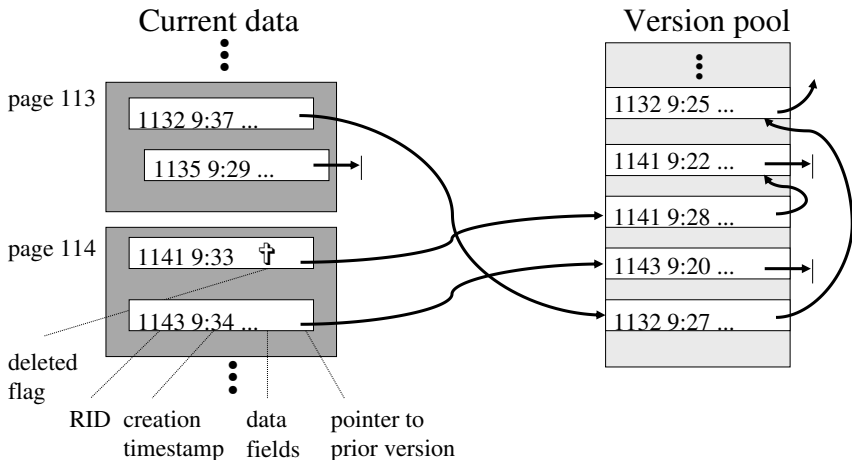 Current data
Version pool
page 113
1132 9:37 ...
1135 9:29 ...
page 114
1141 9:33
1143 9:34 ...
1132 9:25 ...
1141 9:22 ...
1141 9:28 ...
1143 9:20 ...
1132 9:27 ...
deleted
flag
RID
creation
timestamp
data
fields
pointer to
prior version